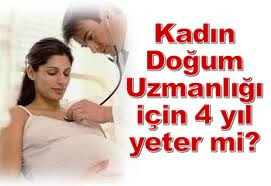 Kadın
Doğum
Uzmanlığı
için 4 yıl
yeter mi?